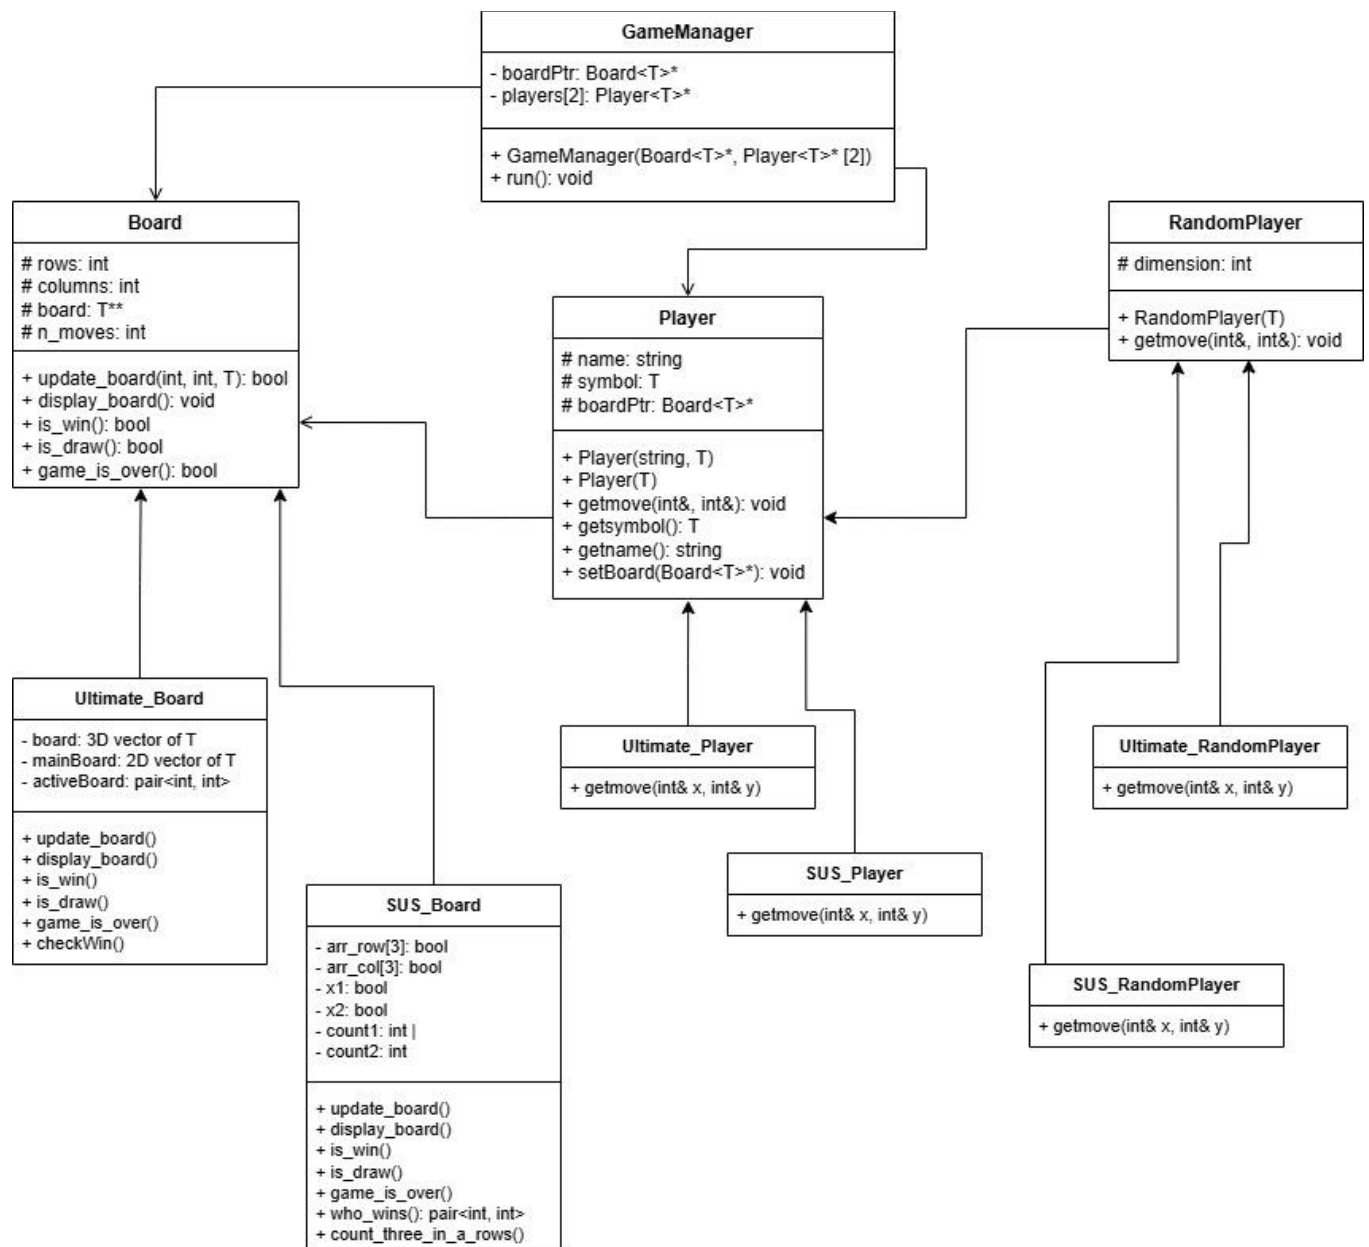 GameManager
- boardPtr: Board<T>*
- players[2]: Player<T>*
+ GameManager(Board<T>*, Player<T>* [2])
+ run(): void
Board
# rows: int
# columns: int
# board: T**
# n_moves: int
+ update_board(int, int, T): bool
+ display_board(): void
+ is_win(): bool
+ is_draw(): bool
+ game_is_over(): bool
Player
# name: string
# symbol: T
# boardPtr: Board<T>*
+ Player(string, T)
+ Player(T)
+ getmove(int&, int&): void
+ getsymbol(): T
+ getname(): string
+ setBoard(Board<T>*): void
RandomPlayer
# dimension: int
+ RandomPlayer(T)
+ getmove(int&, int&): void
Ultimate_Board
- board: 3D vector of T
- mainBoard: 2D vector of T
- activeBoard: pair<int, int>
+ update_board()
+ display_board()
+ is_win()
+ is_draw()
+ game_is_over()
+ checkWin()
SUS_Board
- arr_row[3]: bool
- arr_col[3]: bool
- x1: bool
- x2: bool
- count1: int |
- count2: int
+ update_board()
+ display_board()
+ is_win()
+ is_draw()
+ game_is_over()
+ who_wins(): pair<int, int>
+ count_three_in_a_rows()
Ultimate_Player
+ getmove(int& x, int& y)
SUS_Player
+ getmove(int& x, int& y)
Ultimate_RandomPlayer
+ getmove(int& x, int& y)
SUS_RandomPlayer
+ getmove(int& x, int& y)